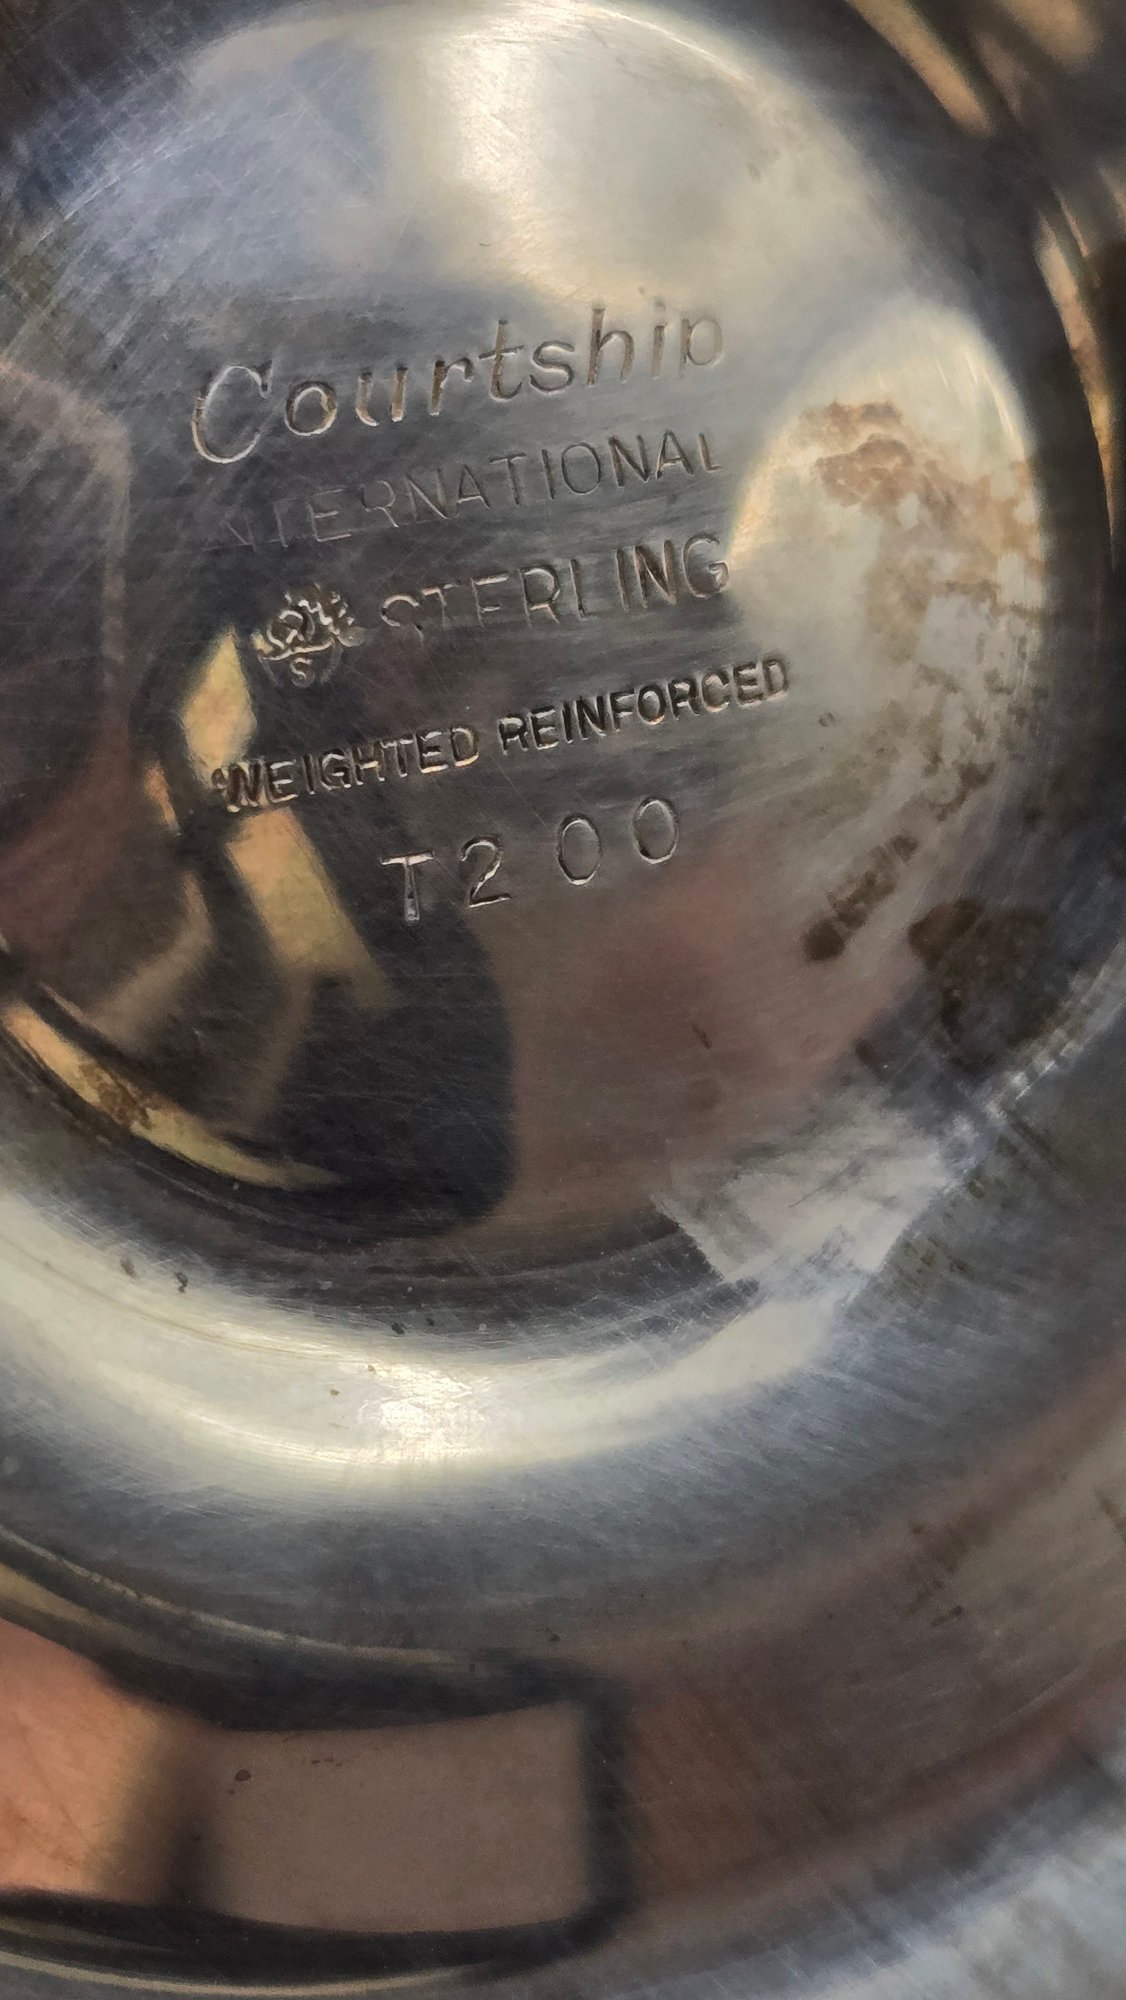 Courtship
INTERNATIONAL
S STERLING
WEIGHTED REINFORCED
T200